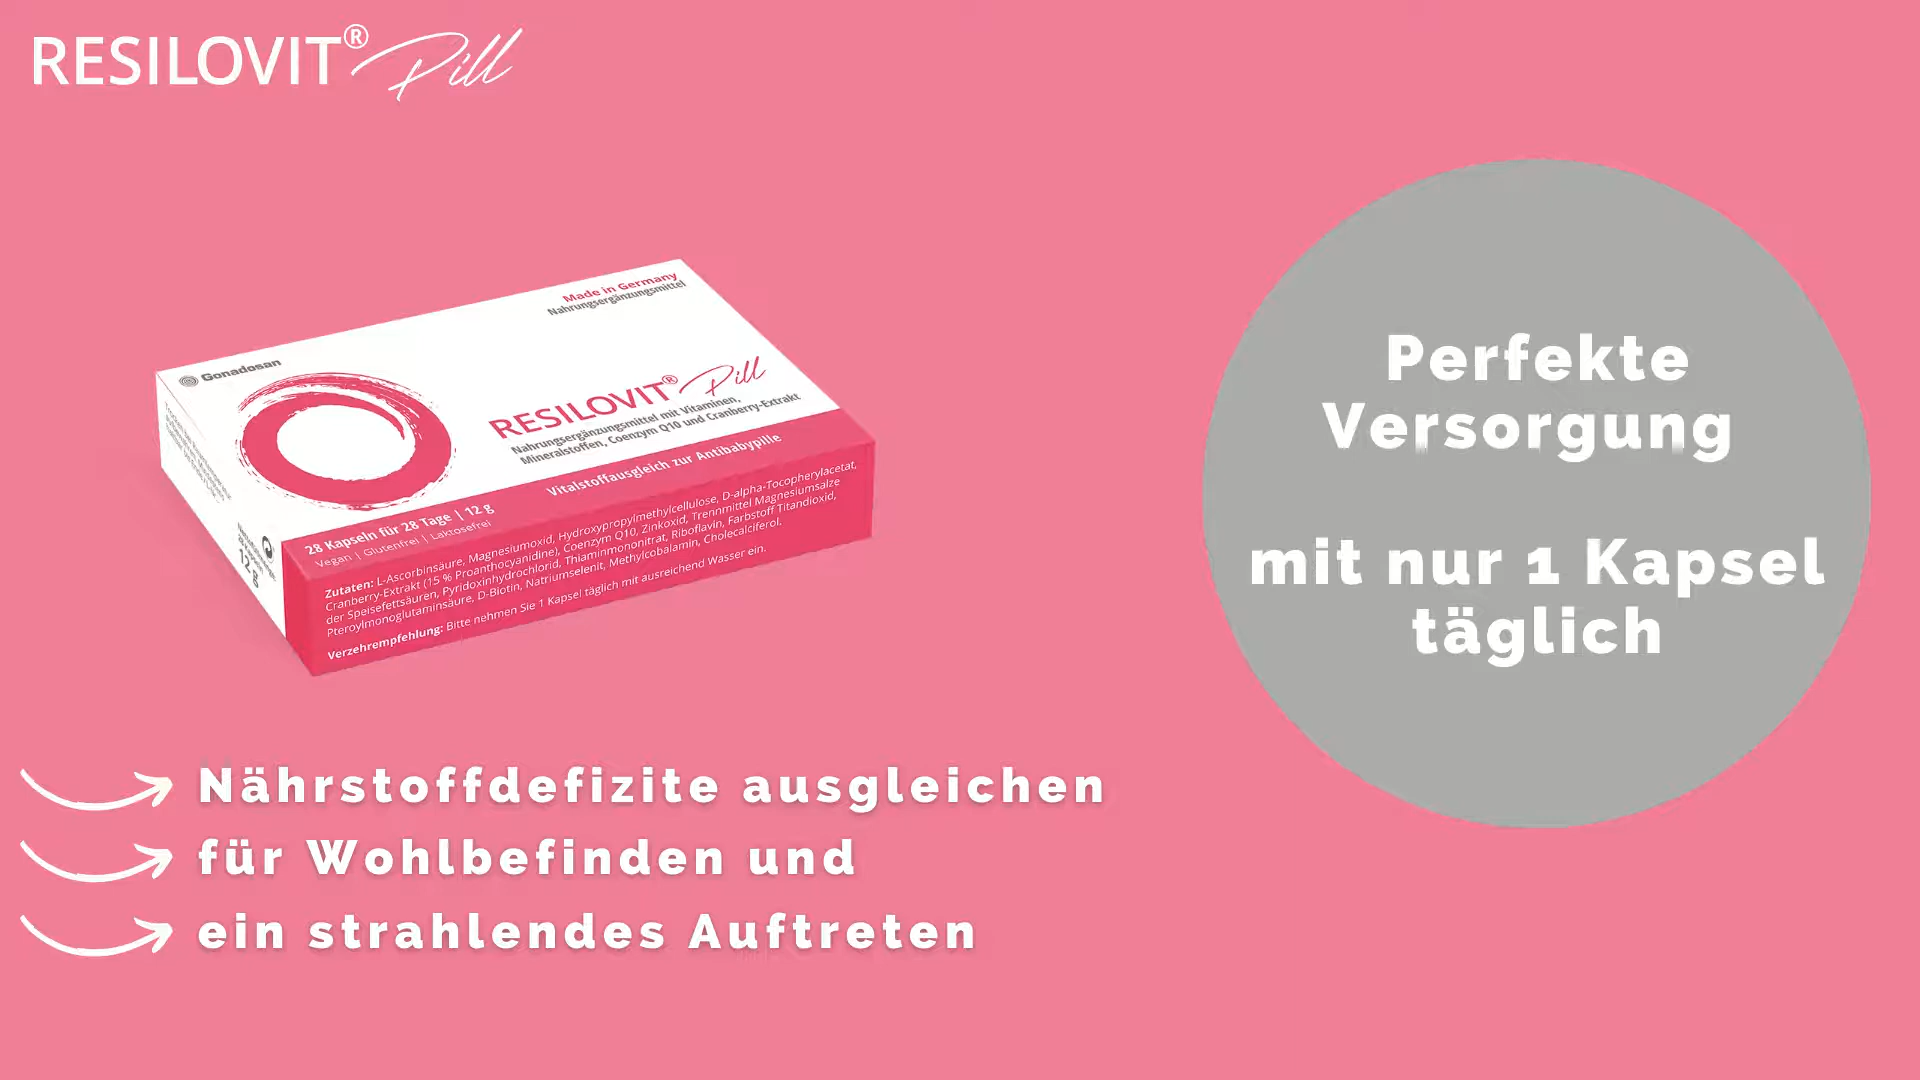 RESILOVIT® Pill
Made in Germany
Nahrungsergänzungsmittel
Gonadosan
RESILOVIT® Pill
Nahrungsergänzungsmittel mit Vitaminen,
Mineralstoffen, Coenzym Q10 und Cranberry-Extrakt
Vitalstoffausgleich zur Antibabypille
28 Kapseln für 28 Tage | 12 g
Vegan | Glutenfrei | Laktosefrei
Zutaten: L-Ascorbinsäure, Magnesiumoxid, Hydroxypropylmethylcellulose, D-alpha-Tocopherylacetat,
Cranberry-Extrakt (15 % Proanthocyanidine), Coenzym Q10, Zinkoxid, Trennmittel Magnesiumsalze
der Speisefettsäuren, Pyridoxinhydrochlorid, Thiaminmononitrat, Riboflavin, Farbstoff Titandioxid,
Pteroylmonoglutaminsäure, D-Biotin, Natriumselenit, Methylcobalamin, Cholecalciferol.
Verzehrempfehlung: Bitte nehmen Sie 1 Kapsel täglich mit ausreichend Wasser ein.
12 g
Perfekte
Versorgung
mit nur 1 Kapsel
täglich
Nährstoffdefizite ausgleichen
für Wohlbefinden und
ein strahlendes Auftreten